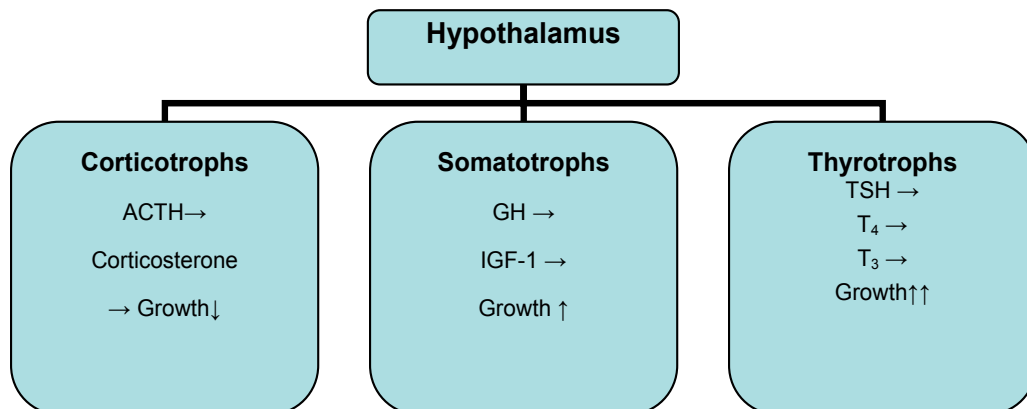 Hypothalamus
Corticotrophs
ACTH→
Corticosterone
→ Growth↓
Somatotrophs
GH →
IGF-1 →
Growth ↑
Thyrotrophs
TSH →
T₄ →
T₃ →
Growth↑↑